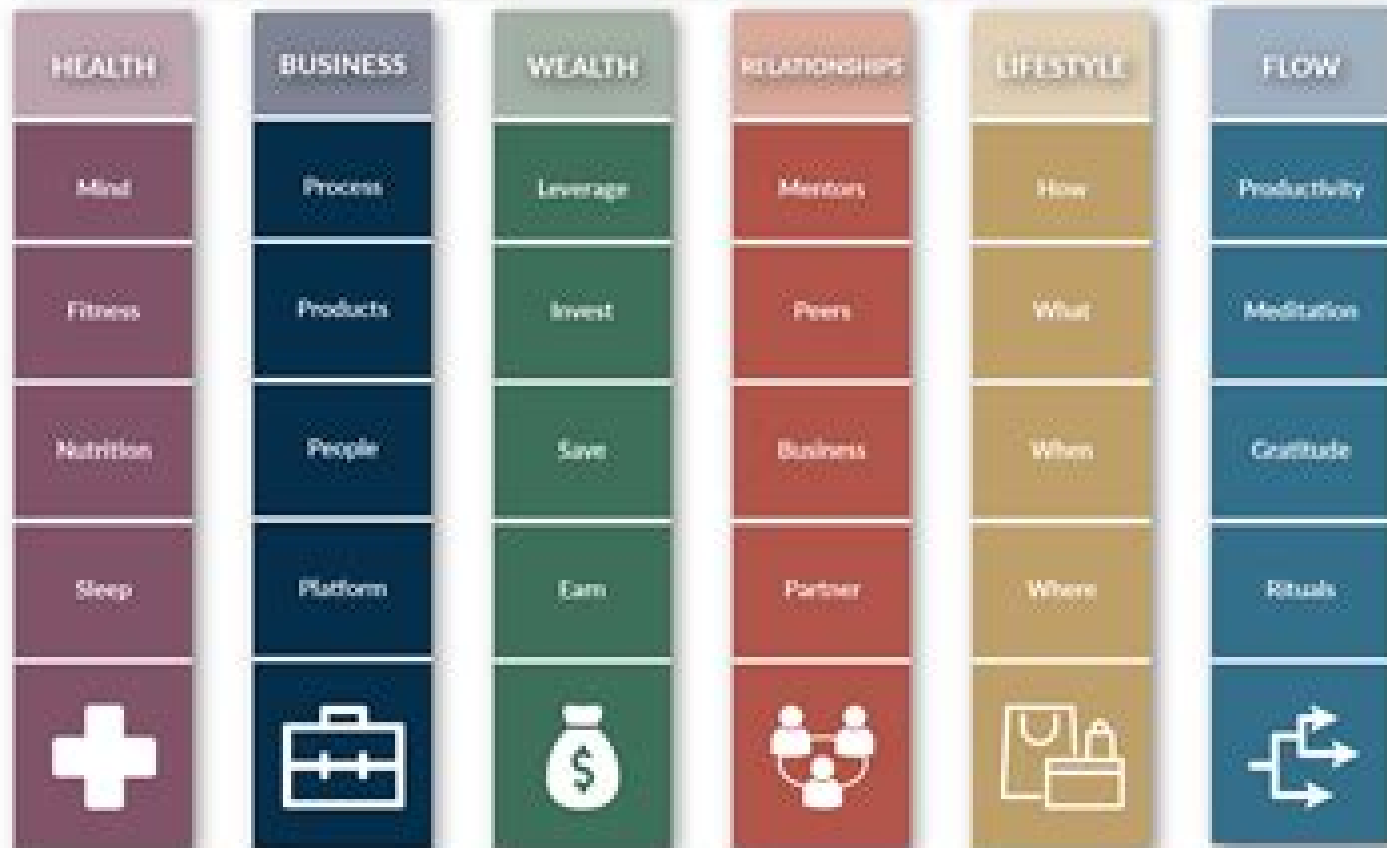 HEALTH
Mind
Fitness
Nutrition
Sleep
BUSINESS
Process
Products
People
Platform
WEALTH
Leverage
Invest
Save
Earn
$
RELATIONSHIPS
Mentors
Peers
Business
Partner
LIFESTYLE
How
What
When
Where
FLOW
Productivity
Meditation
Gratitude
Rituals